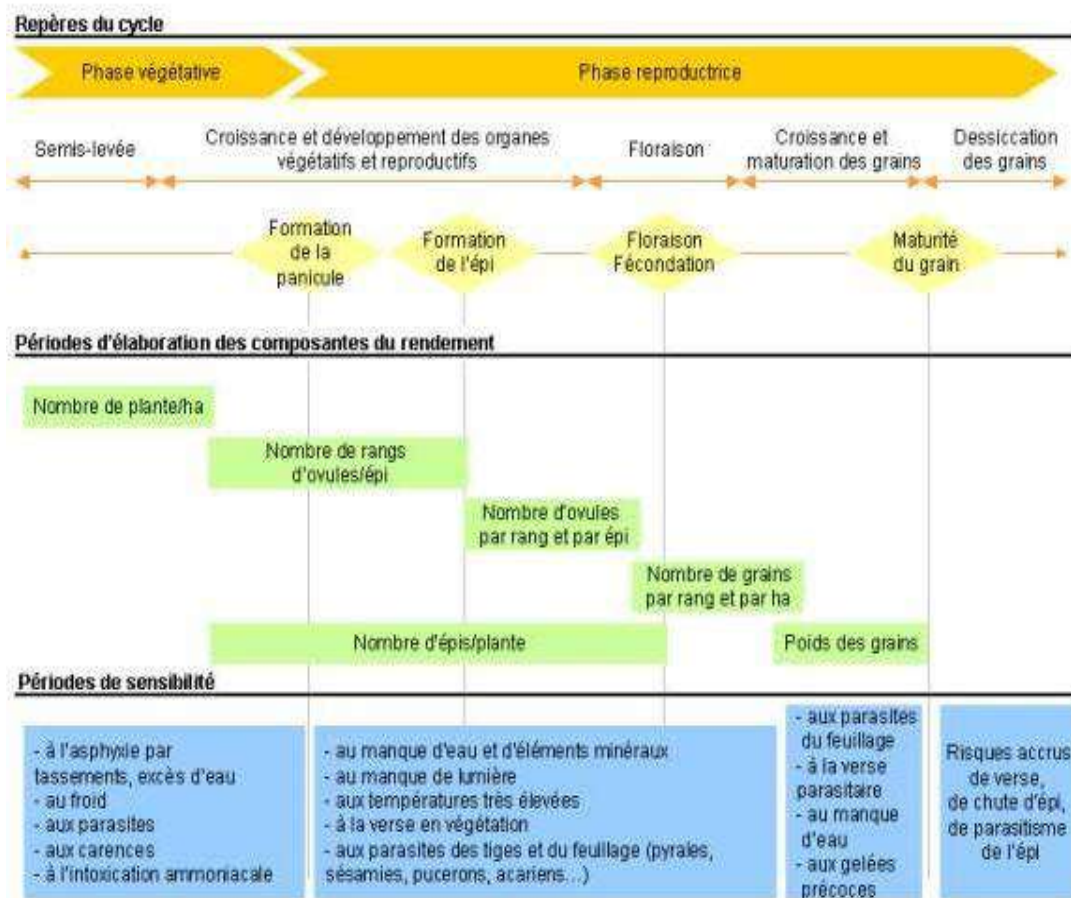 Repères du cycle
Phase végétative
Phase reproductrice
Semis-levée
Croissance et développement des organes
végétatifs et reproductifs
Floraison
Croissance et
maturation des grains
Dessiccation
des grains
Formation
de la
panicule
Formation
de l'épi
Floraison
Fécondation
Maturité
du grain
Périodes d'élaboration des composantes du rendement
Nombre de plante/ha
Nombre de rangs
d'ovules/épi
Nombre d'ovules
par rang et par épi
Nombre de grains
par rang et par ha
Nombre d'épis/plante
Poids des grains
Périodes de sensibilité
- à l'asphyxie par
tassements, excès d'eau
- au froid
- aux parasites
- aux carences
- à l'intoxication ammoniacale
- au manque d'eau et d'éléments minéraux
- au manque de lumière
- aux températures très élevées
- à la verse en végétation
- aux parasites des tiges et du feuillage (pyrales,
sésamies, pucerons, acariens...)
- aux parasites
du feuillage
- à la verse
parasitaire
- au manque
d'eau
- aux gelées
précoces
Risques accrus
de verse,
de chute d'épi,
de parasitisme
de l'épi